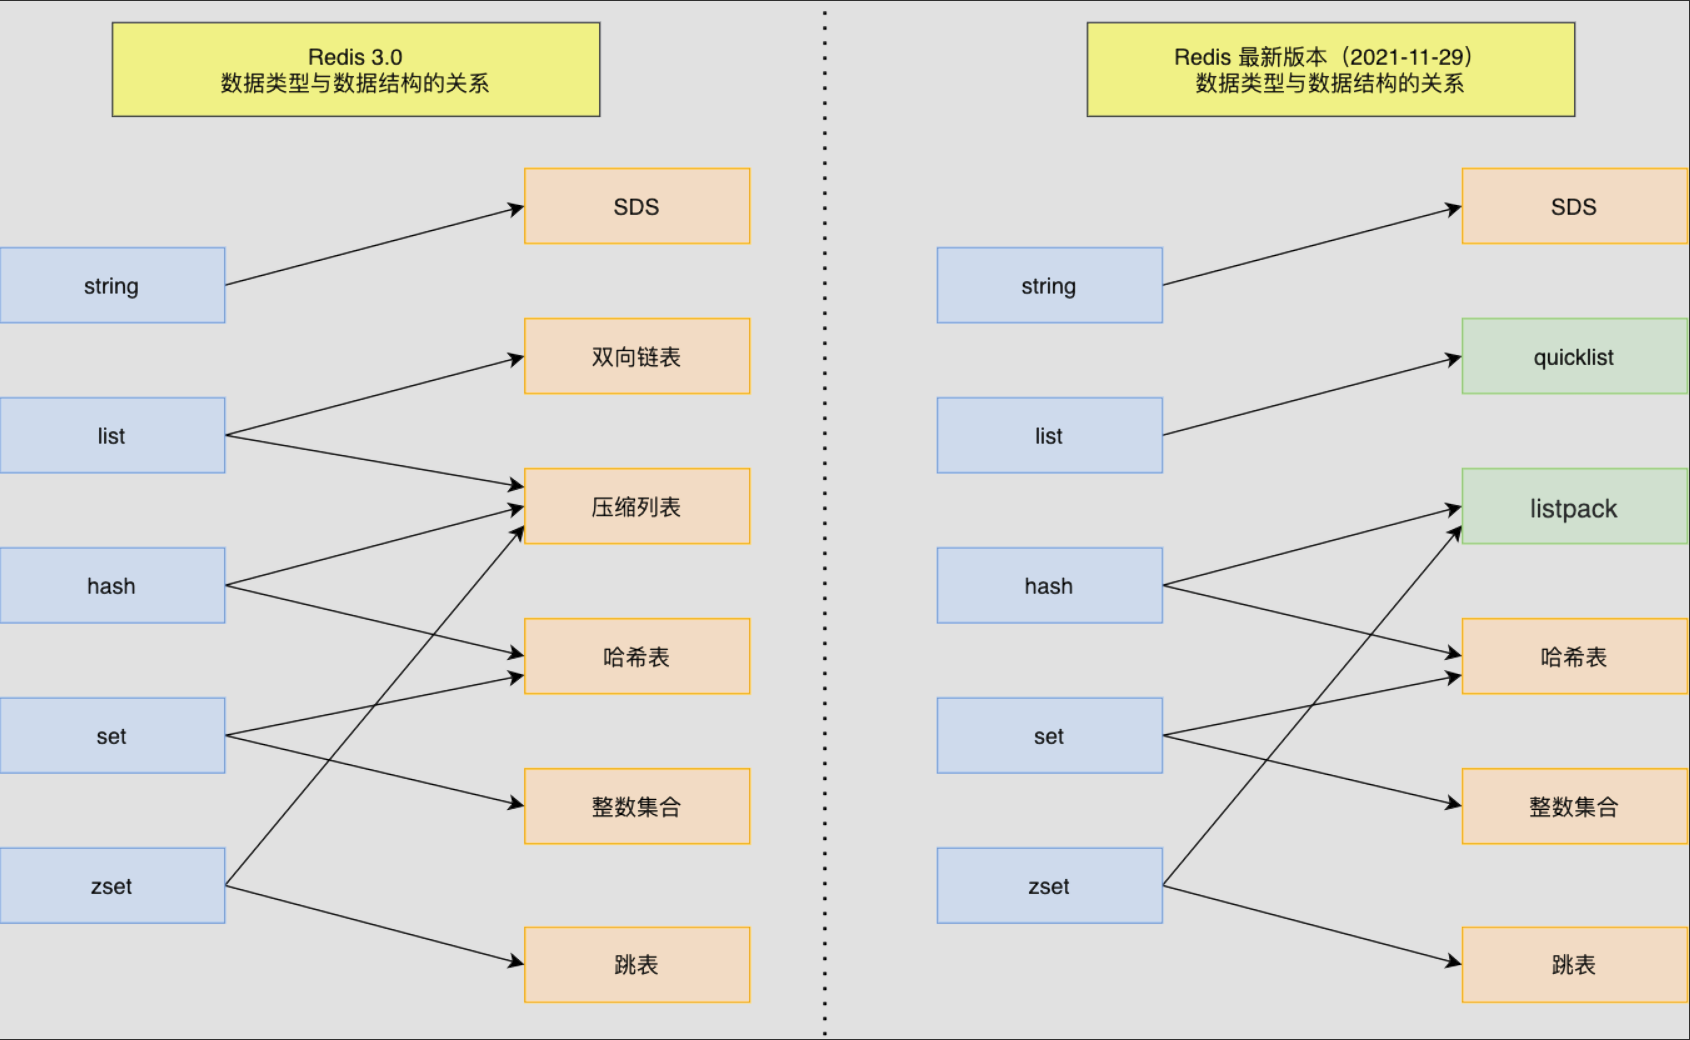 Redis 3.0
数据类型与数据结构的关系
SDS
string
双向链表
list
压缩列表
hash
哈希表
set
整数集合
zset
跳表
Redis 最新版本（2021-11-29）
数据类型与数据结构的关系
SDS
string
quicklist
list
listpack
hash
哈希表
set
整数集合
zset
跳表